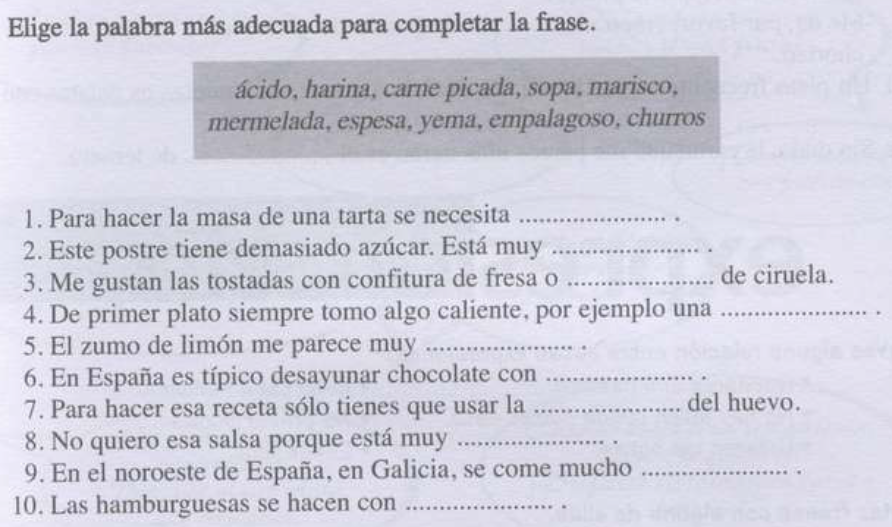 Elige la palabra más adecuada para completar la frase.
ácido, harina, carne picada, sopa, marisco,
mermelada, espesa, yema, empalagoso, churros
1. Para hacer la masa de una tarta se necesita ....................... .
2. Este postre tiene demasiado azúcar. Está muy ....................... .
3. Me gustan las tostadas con confitura de fresa o ....................... de ciruela.
4. De primer plato siempre tomo algo caliente, por ejemplo una ....................... .
5. El zumo de limón me parece muy ....................... .
6. En España es típico desayunar chocolate con ....................... .
7. Para hacer esa receta sólo tienes que usar la ....................... del huevo.
8. No quiero esa salsa porque está muy ....................... .
9. En el noroeste de España, en Galicia, se come mucho ....................... .
10. Las hamburguesas se hacen con ....................... .